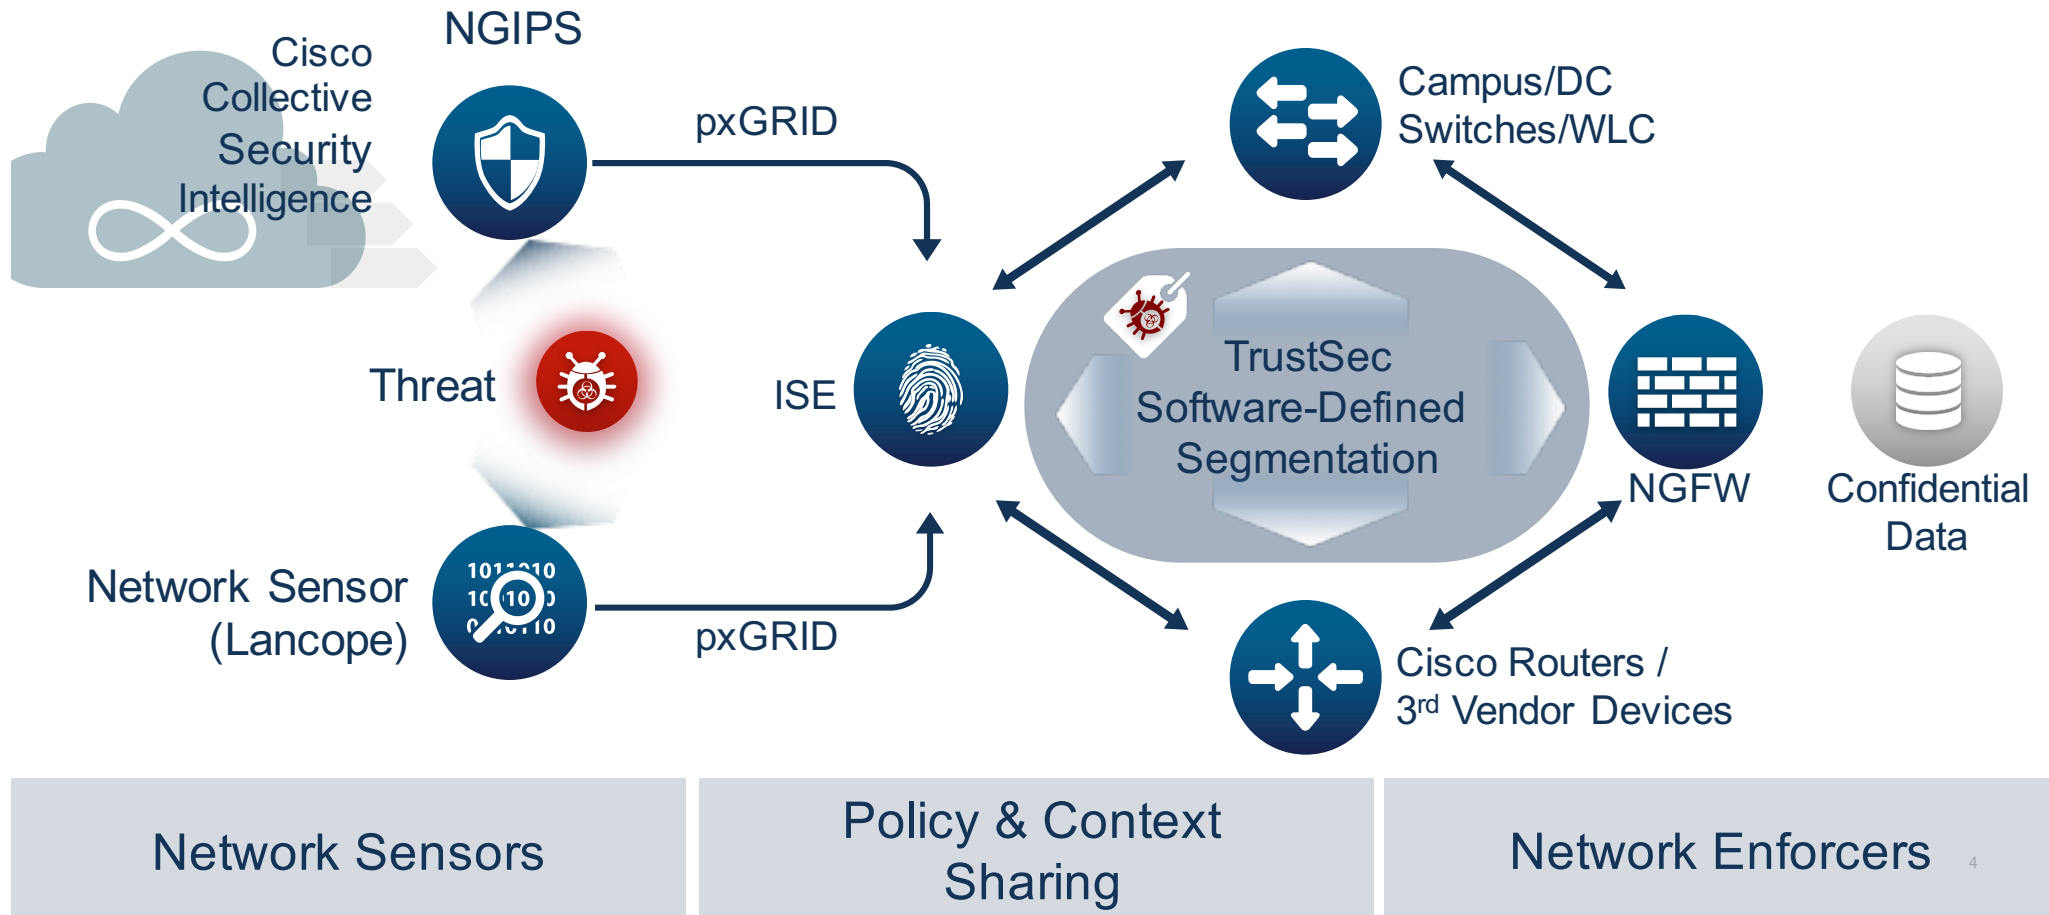 NGIPS
Cisco
Collective
Security
Intelligence
pxGRID
Campus/DC
Switches/WLC
Threat
ISE
TrustSec
Software-Defined
Segmentation
NGFW
Confidential
Data
Network Sensor
(Lancope)
1011010
pxGRID
Cisco Routers /
3rd Vendor Devices
Network Sensors
Policy & Context
Sharing
Network Enforcers
4